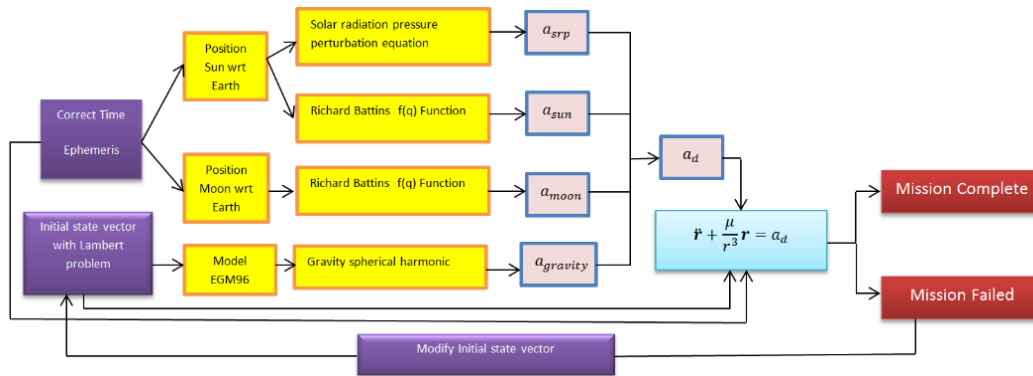 Solar radiation pressure
perturbation equation
a_srp
Position
Sun wrt
Earth
Correct Time
Ephemeris
Richard Battins f(q) Function
a_sun
a_d
Position
Moon wrt
Earth
Richard Battins f(q) Function
a_moon
Mission Complete
Initial state vector
with Lambert
problem
r̈ + μ/r³ r = a_d
Model
EGM96
Gravity spherical harmonic
a_gravity
Mission Failed
Modify Initial state vector